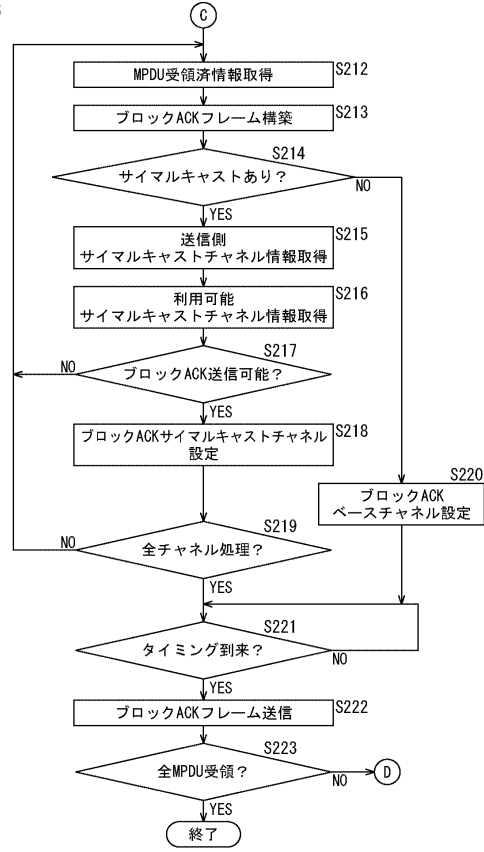 C
MPDU受領済情報取得
S212
ブロックACKフレーム構築
S213
サイマルキャストあり？
S214
NO
YES
送信側
サイマルキャストチャネル情報取得
S215
利用可能
サイマルキャストチャネル情報取得
S216
ブロックACK送信可能？
S217
NO
YES
ブロックACKサイマルキャストチャネル
設定
S218
ブロックACK
ベースチャネル設定
S220
全チャネル処理？
S219
NO
YES
タイミング到来？
S221
NO
YES
ブロックACKフレーム送信
S222
全MPDU受領？
S223
NO
D
YES
終了